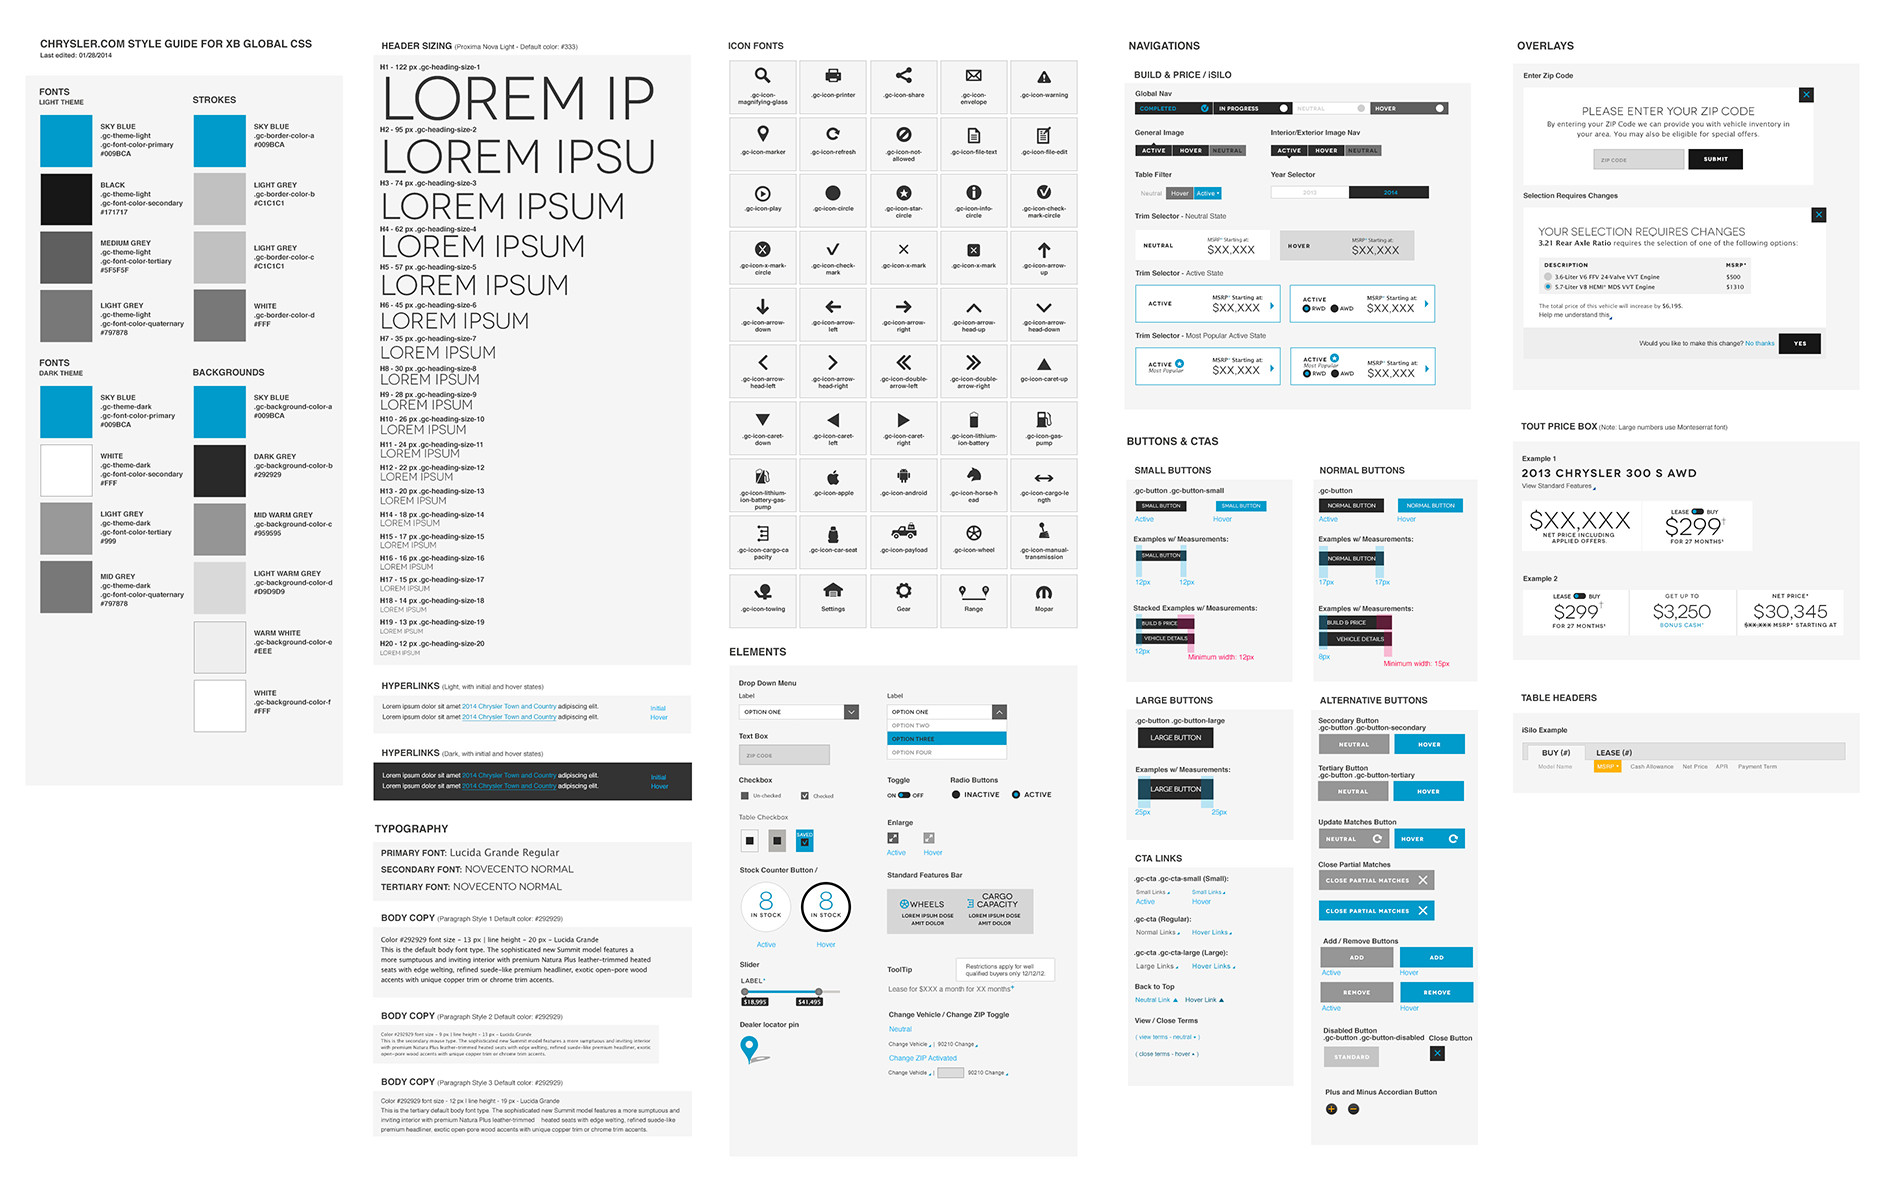 CHRYSLER.COM STYLE GUIDE FOR XB GLOBAL CSS
Last edited: 01/28/2014
FONTS
LIGHT THEME
SKY BLUE
.gc-theme-light
.gc-font-color-primary
#009BCA
BLACK
.gc-theme-light
.gc-font-color-secondary
#171717
MEDIUM GREY
.gc-theme-light
.gc-font-color-tertiary
#5F5F5F
LIGHT GREY
.gc-theme-light
.gc-font-color-quaternary
#797878
STROKES
SKY BLUE
.gc-border-color-a
#009BCA
LIGHT GREY
.gc-border-color-b
#C1C1C1
LIGHT GREY
.gc-border-color-c
#C1C1C1
WHITE
.gc-border-color-d
#FFF
FONTS
DARK THEME
SKY BLUE
.gc-theme-dark
.gc-font-color-primary
#009BCA
WHITE
.gc-theme-dark
.gc-font-color-secondary
#FFF
LIGHT GREY
.gc-theme-dark
.gc-font-color-tertiary
#999
MID GREY
.gc-theme-dark
.gc-font-color-quaternary
#797878
BACKGROUNDS
SKY BLUE
.gc-background-color-a
#009BCA
DARK GREY
.gc-background-color-b
#292929
MID WARM GREY
.gc-background-color-c
#959595
LIGHT WARM GREY
.gc-background-color-d
#D9D9D9
WARM WHITE
.gc-background-color-e
#EEE
WHITE
.gc-background-color-f
#FFF
HEADER SIZING (Proxima Nova Light - Default color: #333)
H1 - 122 px .gc-heading-size-1
LOREM IP
H2 - 95 px .gc-heading-size-2
LOREM IPSU
H3 - 74 px .gc-heading-size-3
LOREM IPSUM
H4 - 62 px .gc-heading-size-4
LOREM IPSUM
H5 - 57 px .gc-heading-size-5
LOREM IPSUM
H6 - 45 px .gc-heading-size-6
LOREM IPSUM
H7 - 35 px .gc-heading-size-7
LOREM IPSUM
H8 - 30 px .gc-heading-size-8
LOREM IPSUM
H9 - 28 px .gc-heading-size-9
LOREM IPSUM
H10 - 26 px .gc-heading-size-10
LOREM IPSUM
H11 - 24 px .gc-heading-size-11
LOREM IPSUM
H12 - 22 px .gc-heading-size-12
LOREM IPSUM
H13 - 20 px .gc-heading-size-13
LOREM IPSUM
H14 - 18 px .gc-heading-size-14
LOREM IPSUM
H15 - 17 px .gc-heading-size-15
LOREM IPSUM
H16 - 16 px .gc-heading-size-16
LOREM IPSUM
H17 - 15 px .gc-heading-size-17
LOREM IPSUM
H18 - 14 px .gc-heading-size-18
LOREM IPSUM
H19 - 13 px .gc-heading-size-19
LOREM IPSUM
H20 - 12 px .gc-heading-size-20
LOREM IPSUM
HYPERLINKS (Light, with initial and hover states)
Lorem ipsum dolor sit amet 2014 Chrysler Town and Country adipiscing elit. Initial
Lorem ipsum dolor sit amet 2014 Chrysler Town and Country adipiscing elit. Hover
HYPERLINKS (Dark, with initial and hover states)
Lorem ipsum dolor sit amet 2014 Chrysler Town and Country adipiscing elit. Initial
Lorem ipsum dolor sit amet 2014 Chrysler Town and Country adipiscing elit. Hover
TYPOGRAPHY
PRIMARY FONT: Lucida Grande Regular
SECONDARY FONT: NOVECENTO NORMAL
TERTIARY FONT: NOVECENTO NORMAL
BODY COPY (Paragraph Style 1 Default color: #292929)
Color #292929 font size - 13 px | line height - 20 px - Lucida Grande
This is the default body font type. The sophisticated new Summit model features a
more sumptuous and inviting interior with premium Natura Plus leather-trimmed heated
seats with edge welting, refined suede-like premium headliner, exotic open-pore wood
accents with unique copper trim or chrome trim accents.
BODY COPY (Paragraph Style 2 Default color: #292929)
Color #292929 font size - 9 px | line height - 13 px - Lucida Grande
This is the secondary mouse type. The sophisticated new Summit model features a more sumptuous and inviting interior
with premium Natura Plus leather-trimmed heated seats with edge welting, refined suede-like premium headliner, exotic
open-pore wood accents with unique copper trim or chrome trim accents.
BODY COPY (Paragraph Style 3 Default color: #292929)
Color #292929 font size - 12 px | line height - 19 px - Lucida Grande
This is the tertiary default body font type. The sophisticated new Summit model features a more sumptuous and
inviting interior with premium Natura Plus leather-trimmed heated seats with edge welting, refined suede-like
premium headliner, exotic open-pore wood accents with unique copper trim or chrome trim accents.
ICON FONTS
.gc-icon-magnifying-glass
.gc-icon-printer
.gc-icon-share
.gc-icon-envelope
.gc-icon-warning
.gc-icon-marker
.gc-icon-refresh
.gc-icon-not-allowed
.gc-icon-file-text
.gc-icon-file-edit
.gc-icon-play
.gc-icon-circle
.gc-icon-star-circle
.gc-icon-info-circle
.gc-icon-check-mark-circle
.gc-icon-x-mark-circle
.gc-icon-check-mark
.gc-icon-x-mark
.gc-icon-x-mark
.gc-icon-arrow-up
.gc-icon-arrow-down
.gc-icon-arrow-left
.gc-icon-arrow-right
.gc-icon-arrow-head-up
.gc-icon-arrow-head-down
.gc-icon-arrow-head-left
.gc-icon-arrow-head-right
.gc-icon-double-arrow-left
.gc-icon-double-arrow-right
gc-icon-caret-up
.gc-icon-caret-down
.gc-icon-caret-left
.gc-icon-caret-right
.gc-icon-lithium-ion-battery
.gc-icon-gas-pump
.gc-icon-lithium-ion-battery-gas-pump
.gc-icon-apple
.gc-icon-android
.gc-icon-horse-head
.gc-icon-cargo-length
.gc-icon-cargo-capacity
.gc-icon-car-seat
.gc-icon-payload
.gc-icon-wheel
.gc-icon-manual-transmission
.gc-icon-towing
Settings
Gear
Range
Mopar
ELEMENTS
Drop Down Menu
Label
OPTION ONE
Label
OPTION ONE
OPTION TWO
OPTION THREE
OPTION FOUR
Text Box
ZIP CODE
Checkbox
Un-checked
Checked
Table Checkbox
SAVED
Toggle
ON OFF
Radio Buttons
INACTIVE
ACTIVE
Enlarge
Active
Hover
Stock Counter Button /
8
IN STOCK
Active
8
IN STOCK
Hover
Standard Features Bar
WHEELS
LOREM IPSUM DOSE
AMIT DOLOR
CARGO
CAPACITY
LOREM IPSUM DOSE
AMIT DOLOR
Slider
LABEL*
$18,995
$41,495
ToolTip
Restrictions apply for well
qualified buyers only 12/12/12.
Lease for $XXX a month for XX months*
Dealer locator pin
Change Vehicle / Change ZIP Toggle
Neutral
Change Vehicle | 90210 Change
Change ZIP Activated
Change Vehicle | 90210 Change
NAVIGATIONS
BUILD & PRICE / iSILO
Global Nav
COMPLETED
IN PROGRESS
NEUTRAL
HOVER
General Image
ACTIVE HOVER NEUTRAL
Interior/Exterior Image Nav
ACTIVE HOVER NEUTRAL
Table Filter
Neutral Hover Active
Year Selector
2013 2014
Trim Selector - Neutral State
NEUTRAL
MSRP* Starting at:
$XX,XXX
HOVER
MSRP* Starting at:
$XX,XXX
Trim Selector - Active State
ACTIVE
MSRP* Starting at:
$XX,XXX
ACTIVE
RWD AWD
MSRP* Starting at:
$XX,XXX
Trim Selector - Most Popular Active State
ACTIVE
Most Popular
MSRP* Starting at:
$XX,XXX
ACTIVE
Most Popular
RWD AWD
MSRP* Starting at:
$XX,XXX
BUTTONS & CTAS
SMALL BUTTONS
.gc-button .gc-button-small
SMALL BUTTON
Active
SMALL BUTTON
Hover
Examples w/ Measurements:
SMALL BUTTON
12px 12px
Stacked Examples w/ Measurements:
BUILD & PRICE
VEHICLE DETAILS
12px
Minimum width: 12px
NORMAL BUTTONS
.gc-button
NORMAL BUTTON
Active
NORMAL BUTTON
Hover
Examples w/ Measurements:
NORMAL BUTTON
17px 17px
Examples w/ Measurements:
BUILD & PRICE
VEHICLE DETAILS
8px
Minimum width: 15px
LARGE BUTTONS
.gc-button .gc-button-large
LARGE BUTTON
Examples w/ Measurements:
LARGE BUTTON
25px 25px
CTA LINKS
.gc-cta .gc-cta-small (Small):
Small Links
Active
Small Links
Hover
.gc-cta (Regular):
Normal Links
Hover Links
.gc-cta .gc-cta-large (Large):
Large Links
Hover Links
Back to Top
Neutral Link
Hover Link
View / Close Terms
( view terms - neutral )
( close terms - hover )
ALTERNATIVE BUTTONS
Secondary Button
.gc-button .gc-button-secondary
NEUTRAL
HOVER
Tertiary Button
.gc-button .gc-button-tertiary
NEUTRAL
HOVER
Update Matches Button
NEUTRAL
HOVER
Close Partial Matches
CLOSE PARTIAL MATCHES
CLOSE PARTIAL MATCHES
Add / Remove Buttons
ADD
Active
ADD
Hover
REMOVE
Active
REMOVE
Hover
Disabled Button
.gc-button .gc-button-disabled
STANDARD
Close Button
Plus and Minus Accordian Button
OVERLAYS
Enter Zip Code
PLEASE ENTER YOUR ZIP CODE
By entering your ZIP Code we can provide you with vehicle inventory in
your area. You may also be eligible for special offers.
ZIP CODE
SUBMIT
Selection Requires Changes
YOUR SELECTION REQUIRES CHANGES
3.21 Rear Axle Ratio requires the selection of one of the following options:
DESCRIPTION MSRP*
3.6-Liter V6 FFV 24-Valve VVT Engine $500
5.7-Liter V8 HEMI® MDS VVT Engine $1310
The total price of this vehicle will increase by $6,195.
Help me understand this
Would you like to make this change? No thanks
YES
TOUT PRICE BOX (Note: Large numbers use Monteserrat font)
Example 1
2013 CHRYSLER 300 S AWD
View Standard Features
$XX,XXX
NET PRICE INCLUDING
APPLIED OFFERS.
LEASE BUY
$299†
FOR 27 MONTHS*
Example 2
LEASE BUY
$299†
FOR 27 MONTHS*
GET UP TO
$3,250
BONUS CASH*
NET PRICE*
$30,345
$XX,XXX MSRP* STARTING AT
TABLE HEADERS
iSilo Example
BUY (#) LEASE (#)
Model Name MSRP Cash Allowance Net Price APR Payment Term